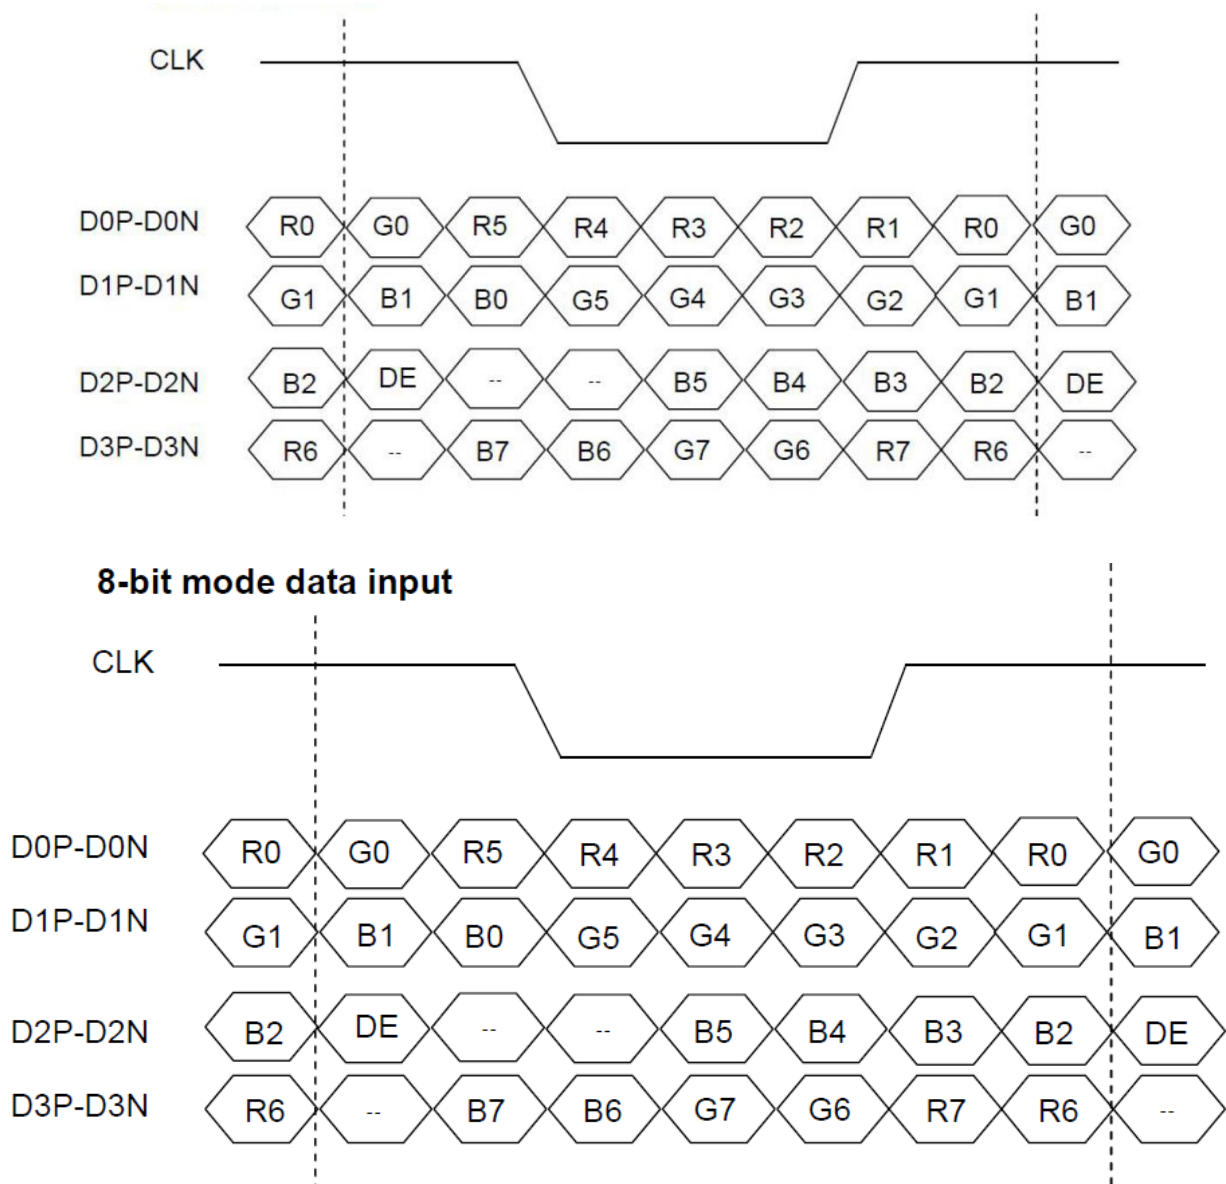 CLK
D0P-D0N R0 G0 R5 R4 R3 R2 R1 R0 G0
D1P-D1N G1 B1 B0 G5 G4 G3 G2 G1 B1
D2P-D2N B2 DE -- -- B5 B4 B3 B2 DE
D3P-D3N R6 -- B7 B6 G7 G6 R7 R6 --
8-bit mode data input
CLK
D0P-D0N R0 G0 R5 R4 R3 R2 R1 R0 G0
D1P-D1N G1 B1 B0 G5 G4 G3 G2 G1 B1
D2P-D2N B2 DE -- -- B5 B4 B3 B2 DE
D3P-D3N R6 -- B7 B6 G7 G6 R7 R6 --